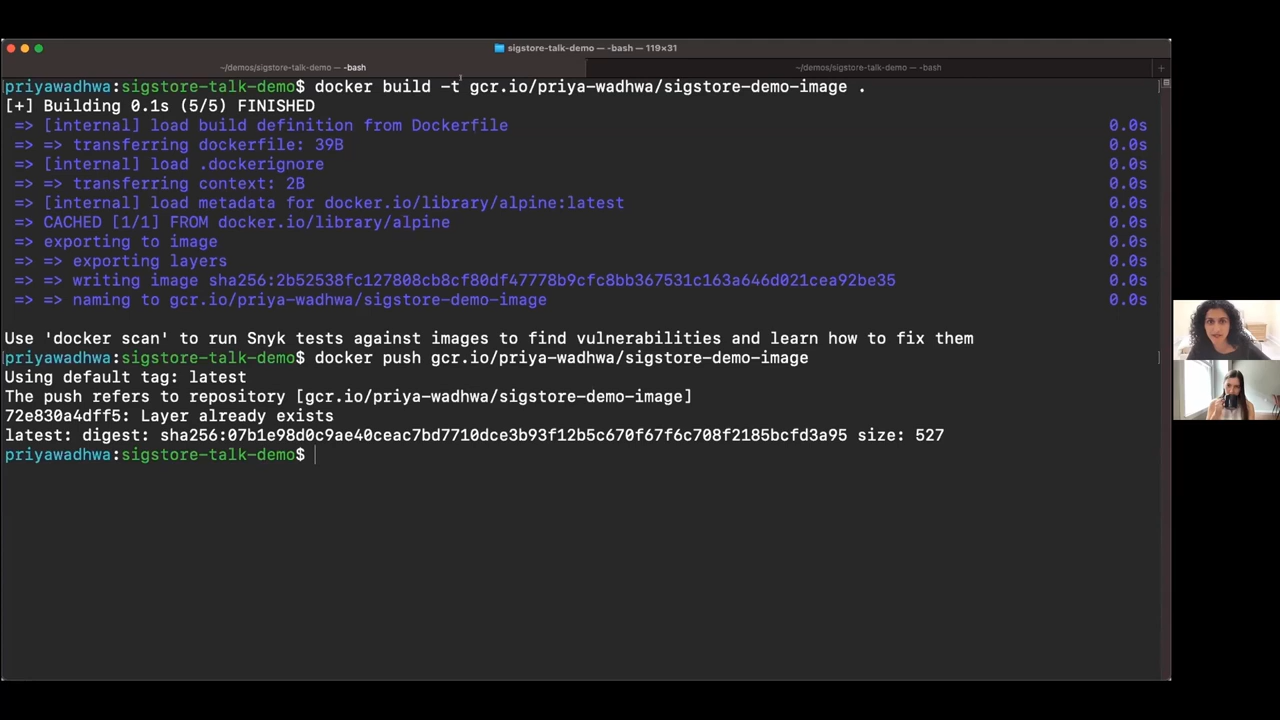 sigstore-talk-demo — -bash — 119×31
~/demos/sigstore-talk-demo — -bash
~/demos/sigstore-talk-demo — -bash
priyawadhwa:sigstore-talk-demo$ docker build -t gcr.io/priya-wadhwa/sigstore-demo-image .
[+] Building 0.1s (5/5) FINISHED
=> [internal] load build definition from Dockerfile 0.0s
=> => transferring dockerfile: 39B 0.0s
=> [internal] load .dockerignore 0.0s
=> => transferring context: 2B 0.0s
=> [internal] load metadata for docker.io/library/alpine:latest 0.0s
=> CACHED [1/1] FROM docker.io/library/alpine 0.0s
=> exporting to image 0.0s
=> => exporting layers 0.0s
=> => writing image sha256:2b52538fc127808cb8cf80df47778b9cfc8bb367531c163a646d021cea92be35 0.0s
=> => naming to gcr.io/priya-wadhwa/sigstore-demo-image 0.0s
Use 'docker scan' to run Snyk tests against images to find vulnerabilities and learn how to fix them
priyawadhwa:sigstore-talk-demo$ docker push gcr.io/priya-wadhwa/sigstore-demo-image
Using default tag: latest
The push refers to repository [gcr.io/priya-wadhwa/sigstore-demo-image]
72e830a4dff5: Layer already exists
latest: digest: sha256:07b1e98d0c9ae40ceac7bd7710dce3b93f12b5c670f67f6c708f2185bcfd3a95 size: 527
priyawadhwa:sigstore-talk-demo$